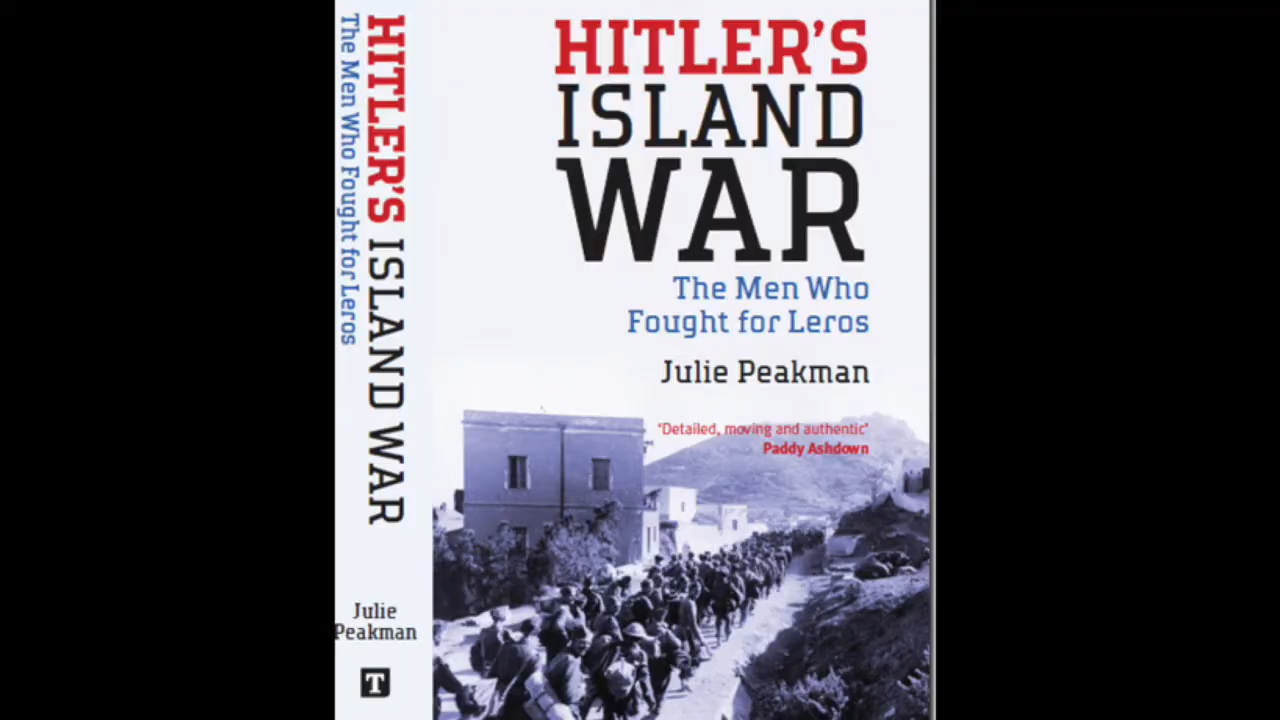 HITLER'S ISLAND WAR
The Men Who Fought for Leros
Julie
Peakman
T
HITLER'S
ISLAND
WAR
The Men Who
Fought for Leros
Julie Peakman
'Detailed, moving and authentic'
Paddy Ashdown